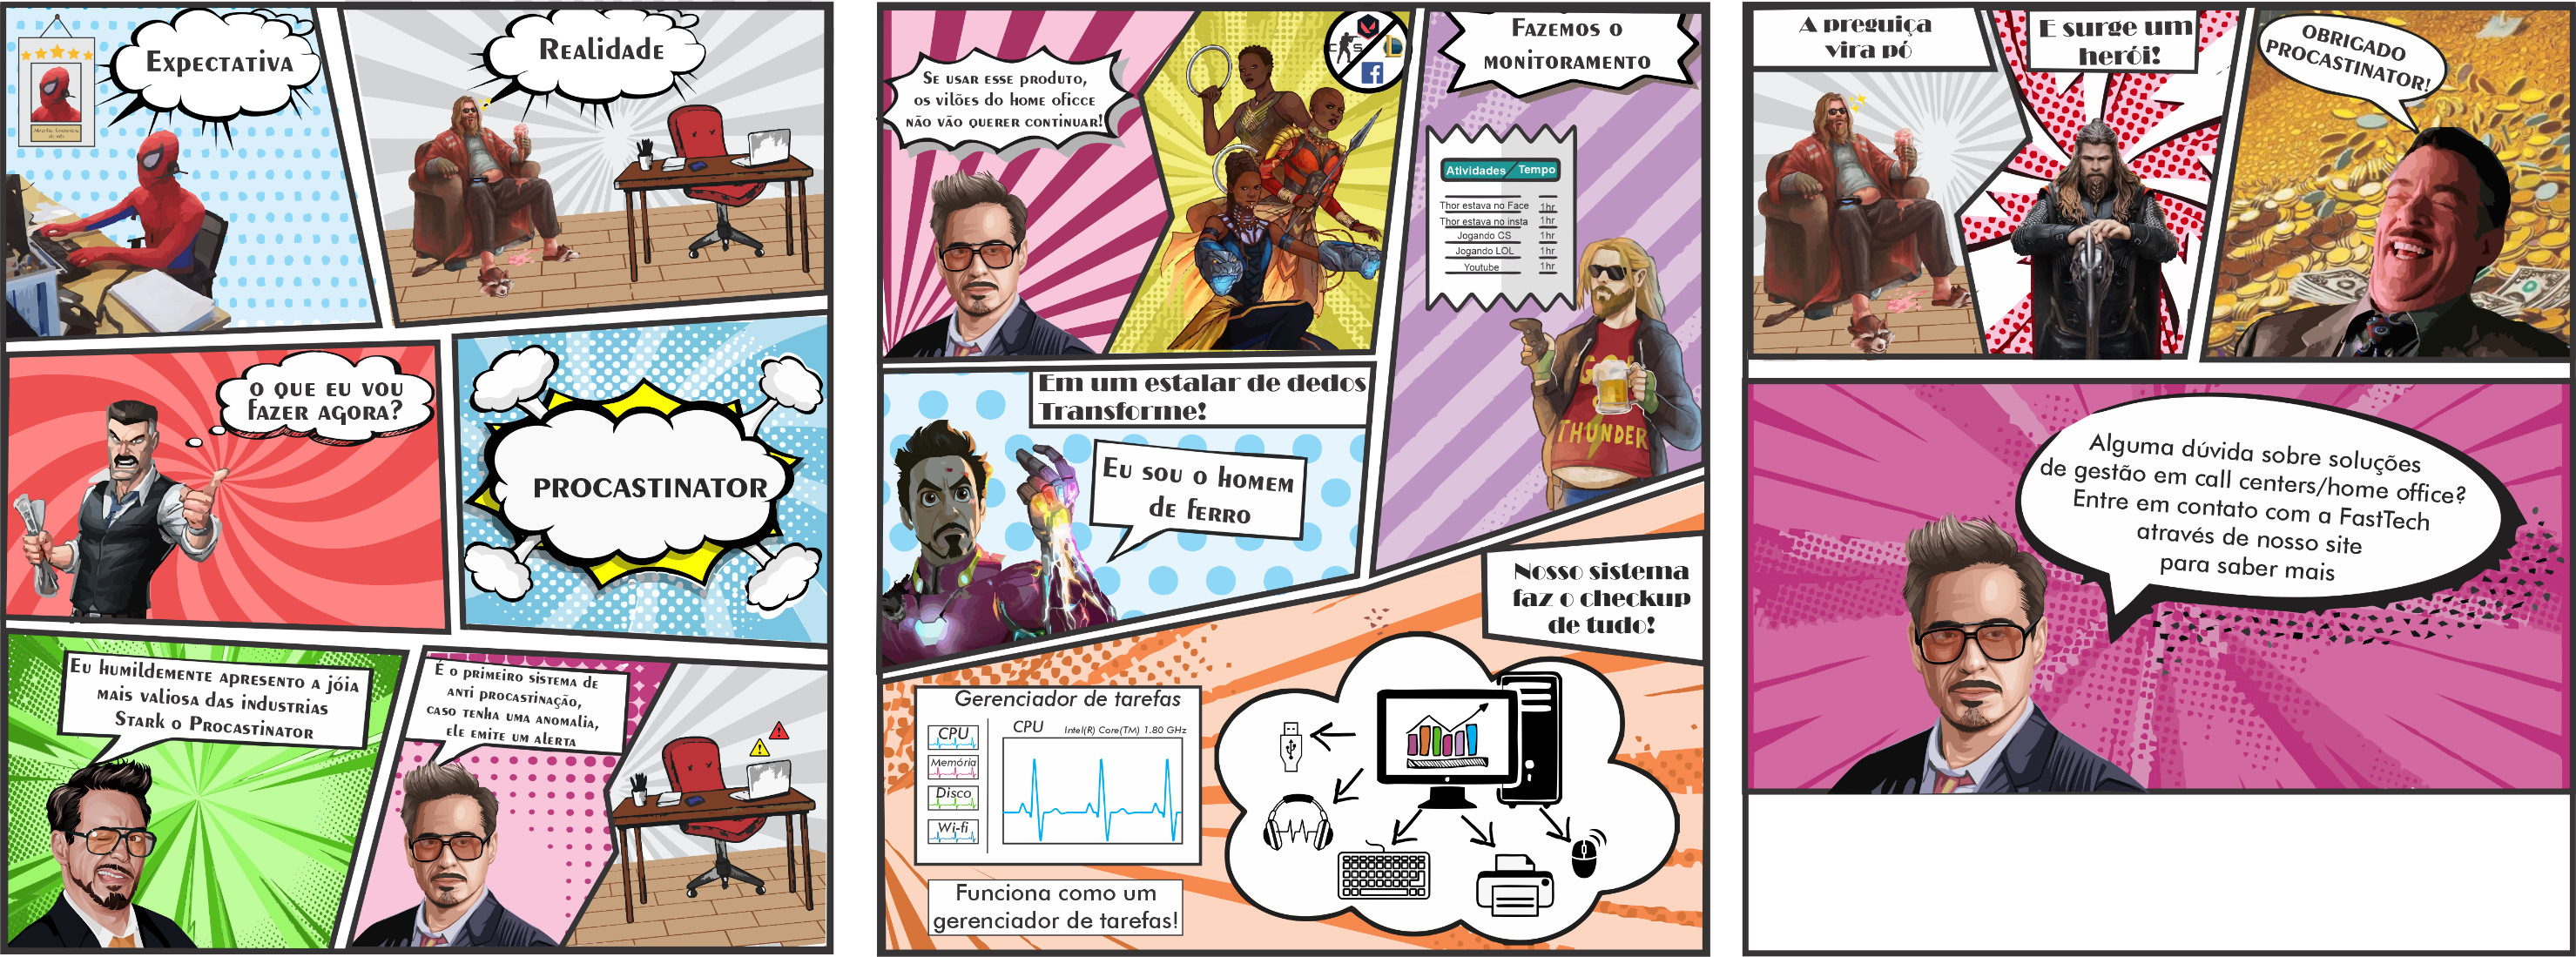 Expectativa
Realidade
O que eu vou
fazer agora?
PROCASTINATOR
Eu humildemente apresento a jóia
mais valiosa das industrias
Stark o Procastinator
É o primeiro sistema de
anti procastinação,
caso tenha uma anomalia,
ele emite um alerta
Se usar esse produto,
os vilões do home oficce
não vão querer continuar!
CS
Fazemos o
monitoramento
Atividades / Tempo
Thor estava no Face 1hr
Thor estava no insta 1hr
Jogando CS 1hr
Jogando LOL 1hr
Youtube 1hr
THUNDER
Em um estalar de dedos
Transforme!
Eu sou o homem
de ferro
Nosso sistema
faz o checkup
de tudo!
Gerenciador de tarefas
CPU
Memória
Disco
Wi-fi
CPU Intel(R) Core(TM) 1.80 GHz
Funciona como um
gerenciador de tarefas!
A preguiça
vira pó
E surge um
herói!
OBRIGADO
PROCASTINATOR!
Alguma dúvida sobre soluções
de gestão em call centers/home office?
Entre em contato com a FastTech
através de nosso site
para saber mais